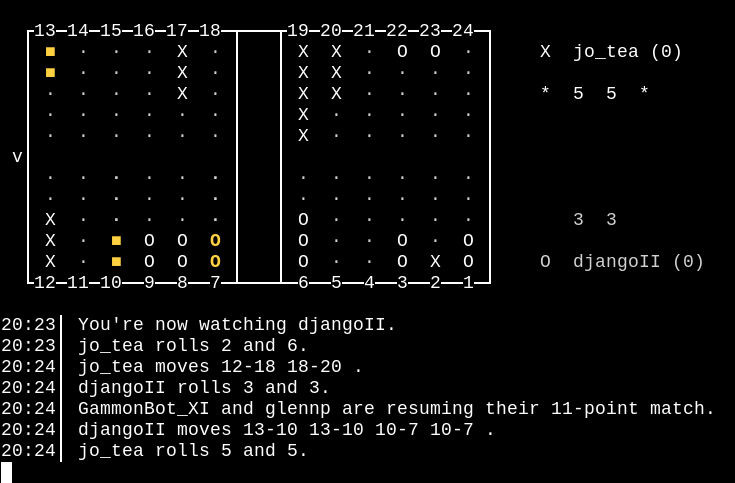 13 14 15 16 17 18 19 20 21 22 23 24
■ · · · X · X X · O O · X jo_tea (0)
■ · · · X · X X · · · ·
· · · · X · X X · · · · * 5 5 *
· · · · · · X · · · · ·
· · · · · · X · · · · ·
v
· · · · · · · · · · · ·
· · · · · · · · · · · ·
X · · · · · O · · · · · 3 3
X · ■ O O O O · · O · O
X · ■ O O O O · · O X O O djangoII (0)
12 11 10 9 8 7 6 5 4 3 2 1
20:23 You're now watching djangoII.
20:23 jo_tea rolls 2 and 6.
20:24 jo_tea moves 12-18 18-20 .
20:24 djangoII rolls 3 and 3.
20:24 GammonBot_XI and glennp are resuming their 11-point match.
20:24 djangoII moves 13-10 13-10 10-7 10-7 .
20:24 jo_tea rolls 5 and 5.